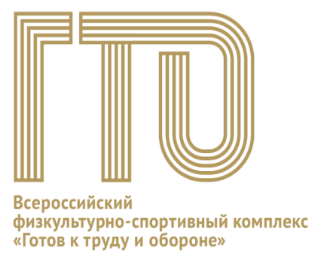 ГТО
Всероссийский
физкультурно-спортивный комплекс
«Готов к труду и обороне»